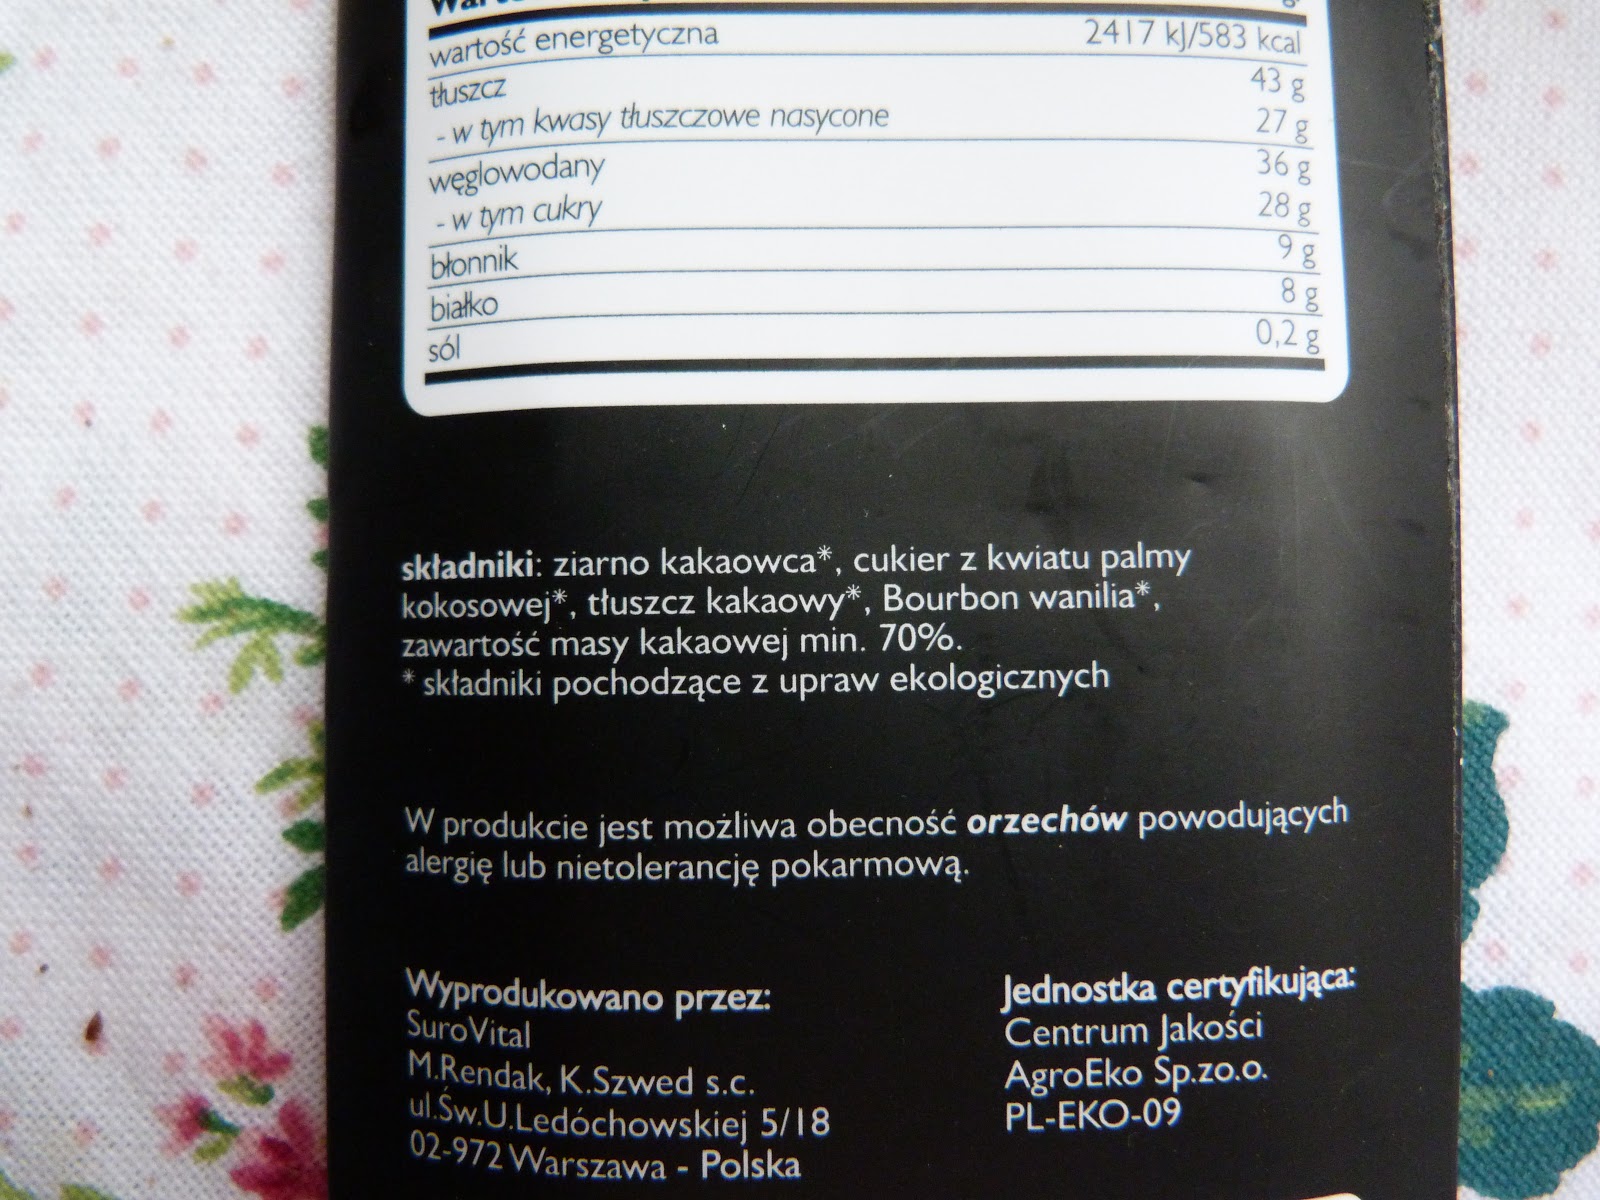 wartość energetyczna 2417 kJ/583 kcal
tłuszcz 43 g
- w tym kwasy tłuszczowe nasycone 27 g
węglowodany 36 g
- w tym cukry 28 g
błonnik 9 g
białko 8 g
sól 0,2 g
składniki: ziarno kakaowca*, cukier z kwiatu palmy
kokosowej*, tłuszcz kakaowy*, Bourbon wanilia*,
zawartość masy kakaowej min. 70%.
* składniki pochodzące z upraw ekologicznych
W produkcie jest możliwa obecność orzechów powodujących
alergię lub nietolerancję pokarmową.
Wyprodukowano przez:
SuroVital
M.Rendak, K.Szwed s.c.
ul.Św.U.Ledóchowskiej 5/18
02-972 Warszawa - Polska
Jednostka certyfikująca:
Centrum Jakości
AgroEko Sp.zo.o.
PL-EKO-09